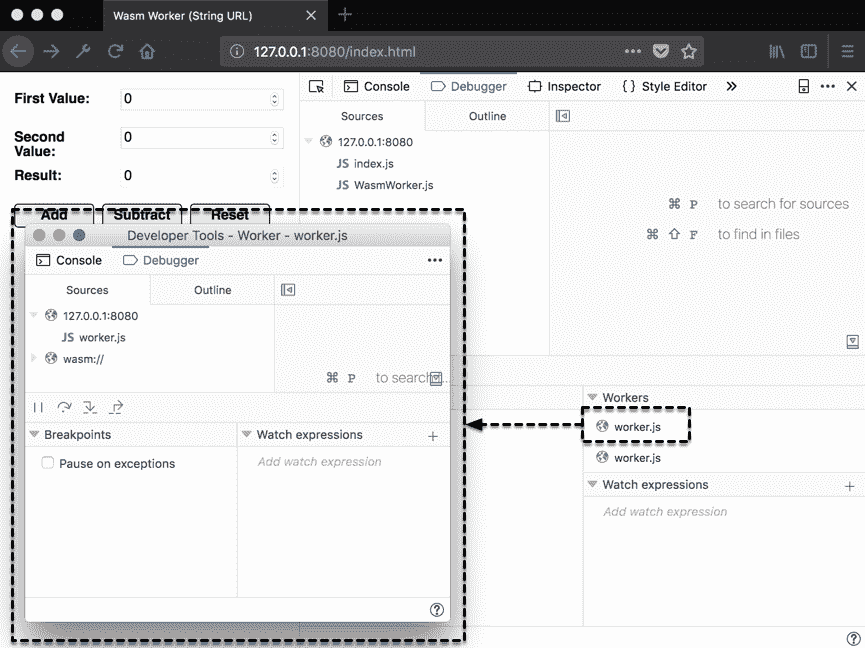 Wasm Worker (String URL)
127.0.0.1:8080/index.html
First Value: 0
Second Value: 0
Result: 0
Add Subtract Reset
Console Debugger Inspector { } Style Editor
Sources Outline
127.0.0.1:8080
JS index.js
JS WasmWorker.js
⌘ P to search for sources
⌘ ⇧ F to find in files
Developer Tools - Worker - worker.js
Console Debugger
Sources Outline
127.0.0.1:8080
JS worker.js
wasm://
⌘ P to search...
Breakpoints
Pause on exceptions
Watch expressions
Add watch expression
Workers
worker.js
worker.js
Watch expressions
Add watch expression